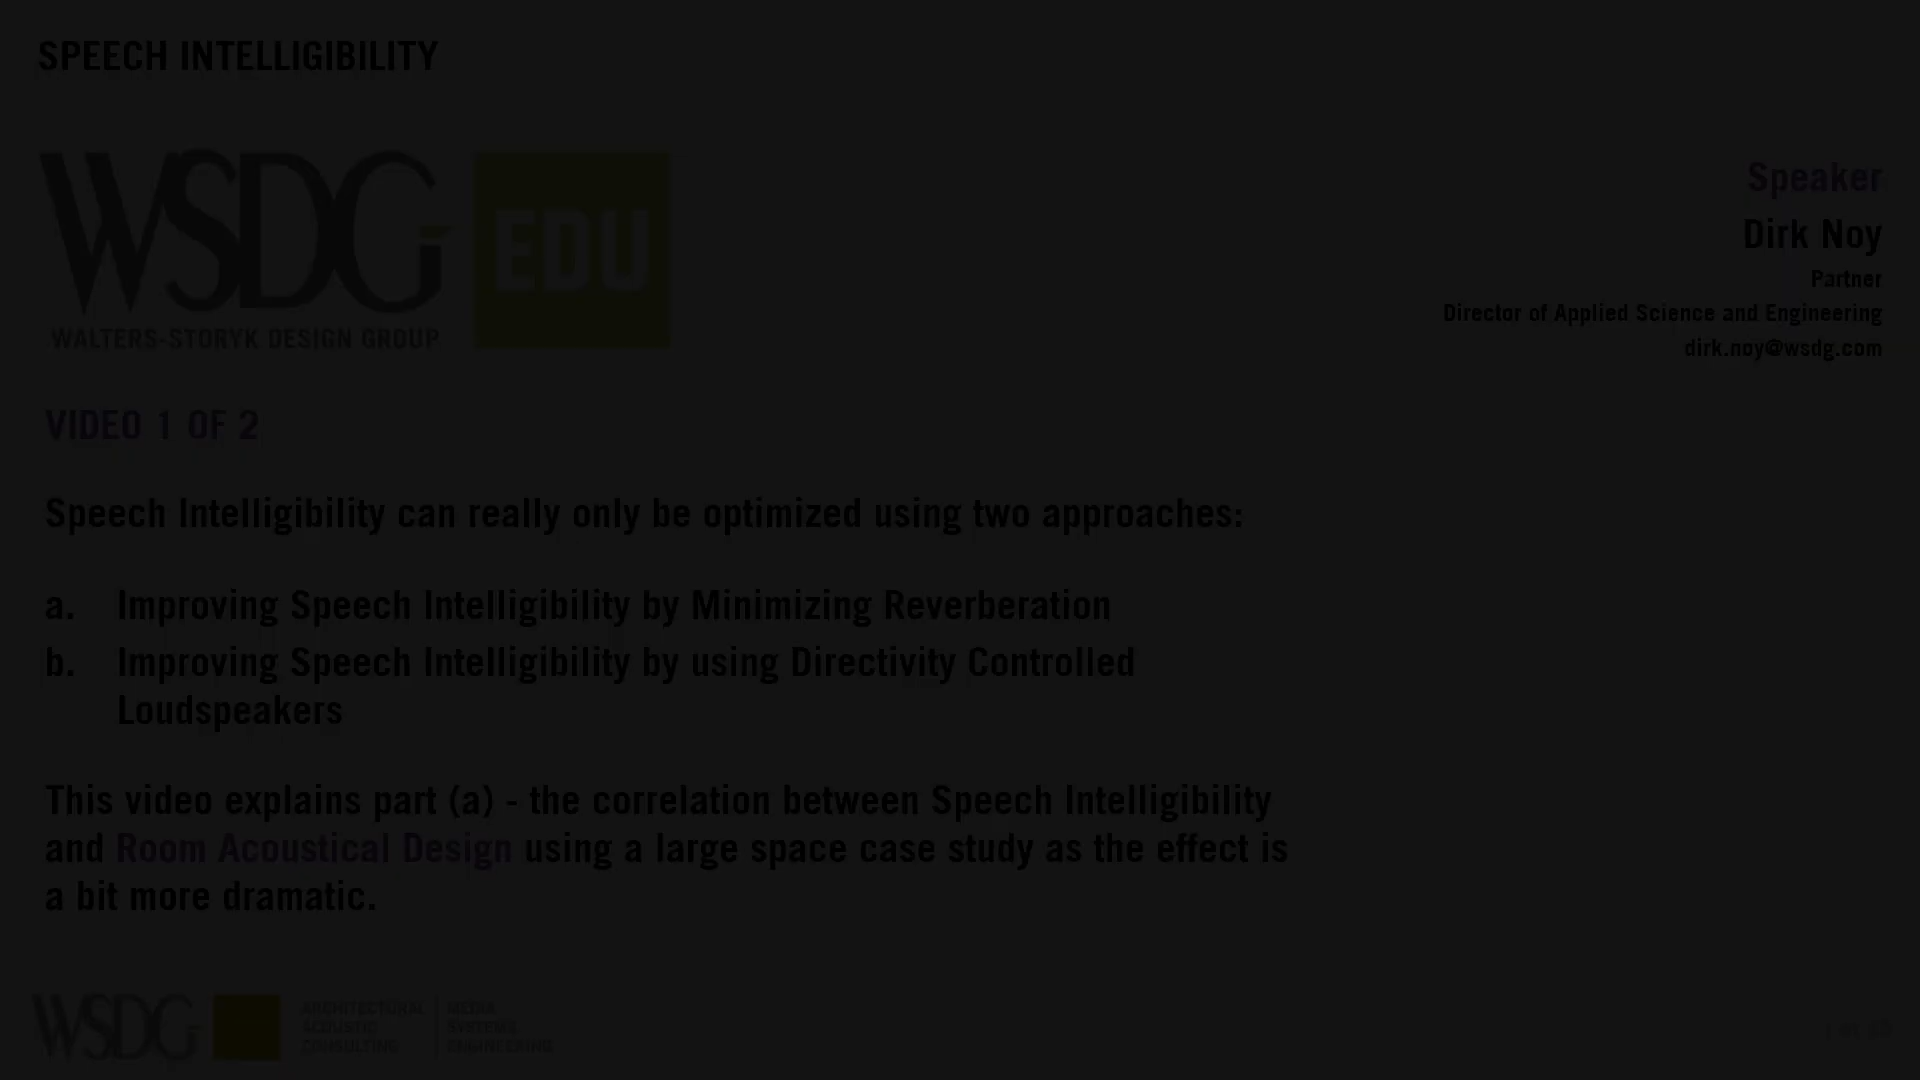 SPEECH INTELLIGIBILITY
WSDG EDU
WALTERS-STORYK DESIGN GROUP
Speaker
Dirk Noy
Partner
Director of Applied Science and Engineering
dirk.noy@wsdg.com
VIDEO 1 OF 2
Speech Intelligibility can really only be optimized using two approaches:
a. Improving Speech Intelligibility by Minimizing Reverberation
b. Improving Speech Intelligibility by using Directivity Controlled
Loudspeakers
This video explains part (a) - the correlation between Speech Intelligibility
and Room Acoustical Design using a large space case study as the effect is
a bit more dramatic.
WSDG
ARCHITECTURAL
ACOUSTIC
CONSULTING
MEDIA
SYSTEMS
ENGINEERING